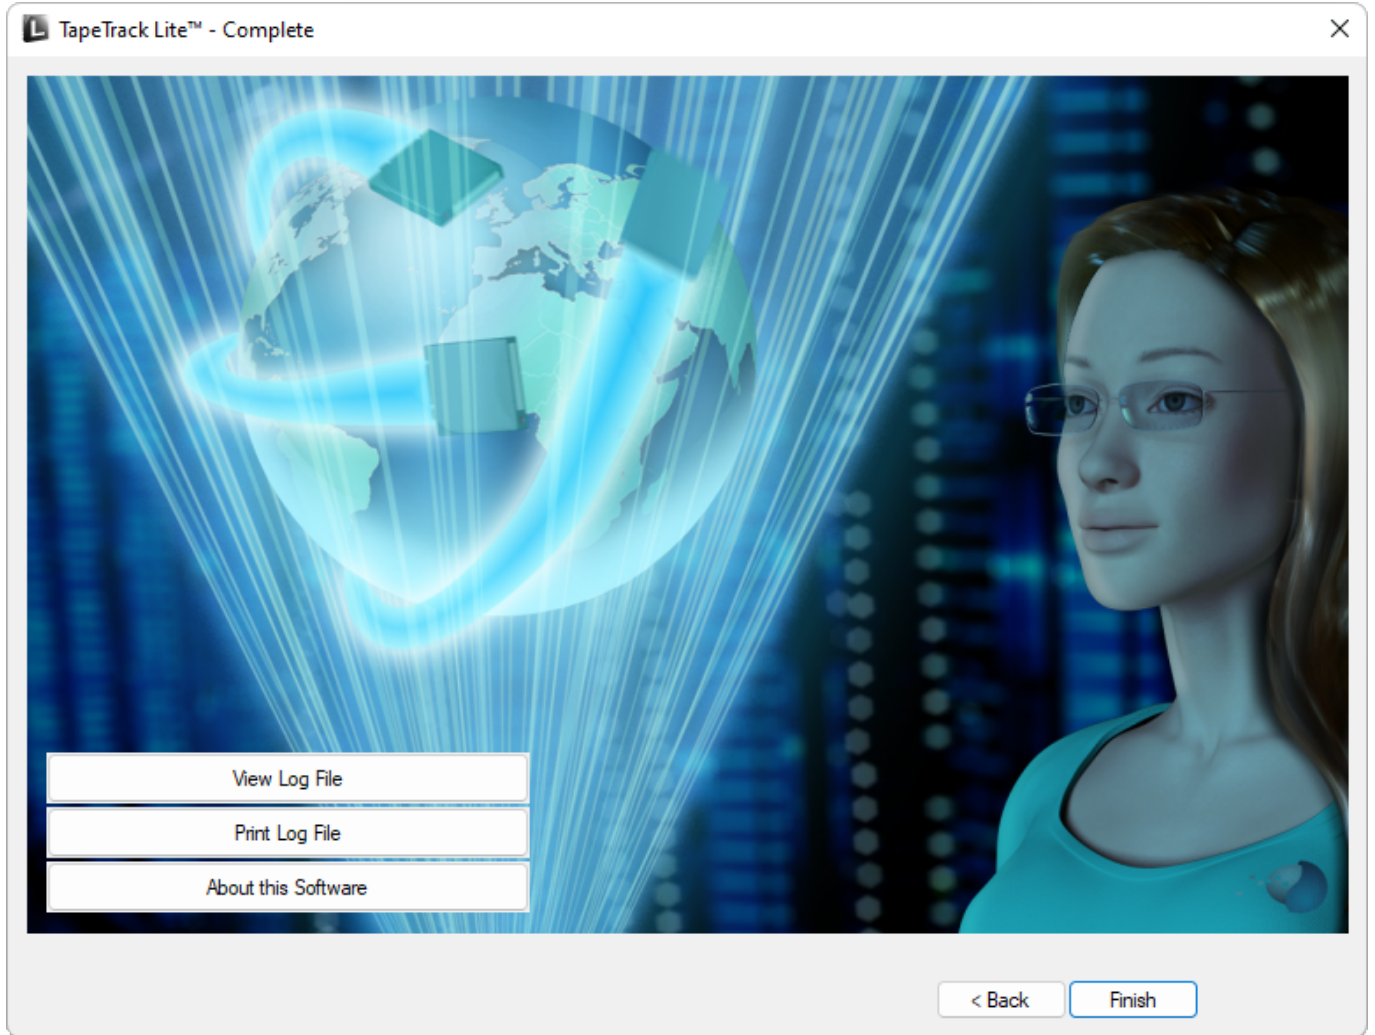 TapeTrack Lite™ - Complete
View Log File
Print Log File
About this Software
< Back
Finish